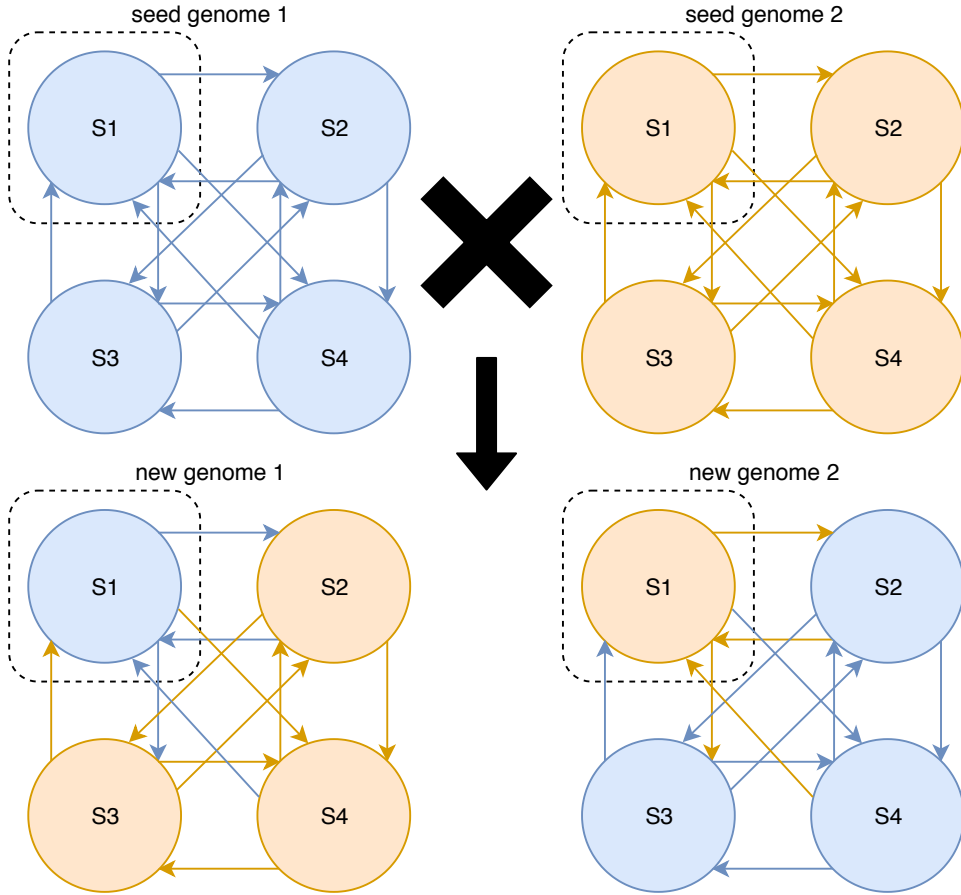 seed genome 1
seed genome 2
S1
S2
S1
S2
S3
S4
S3
S4
new genome 1
new genome 2
S1
S2
S1
S2
S3
S4
S3
S4